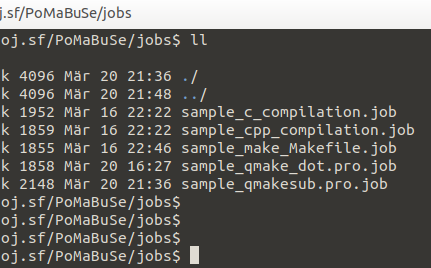 j.sf/PoMaBuSe/jobs
oj.sf/PoMaBuSe/jobs$ ll
k 4096 Mär 20 21:36 ./
k 4096 Mär 20 21:48 ../
k 1952 Mär 16 22:22 sample_c_compilation.job
k 1859 Mär 16 22:22 sample_cpp_compilation.job
k 1855 Mär 16 22:46 sample_make_Makefile.job
k 1858 Mär 20 16:27 sample_qmake_dot.pro.job
k 2148 Mär 20 21:36 sample_qmakesub.pro.job
oj.sf/PoMaBuSe/jobs$
oj.sf/PoMaBuSe/jobs$
oj.sf/PoMaBuSe/jobs$
oj.sf/PoMaBuSe/jobs$